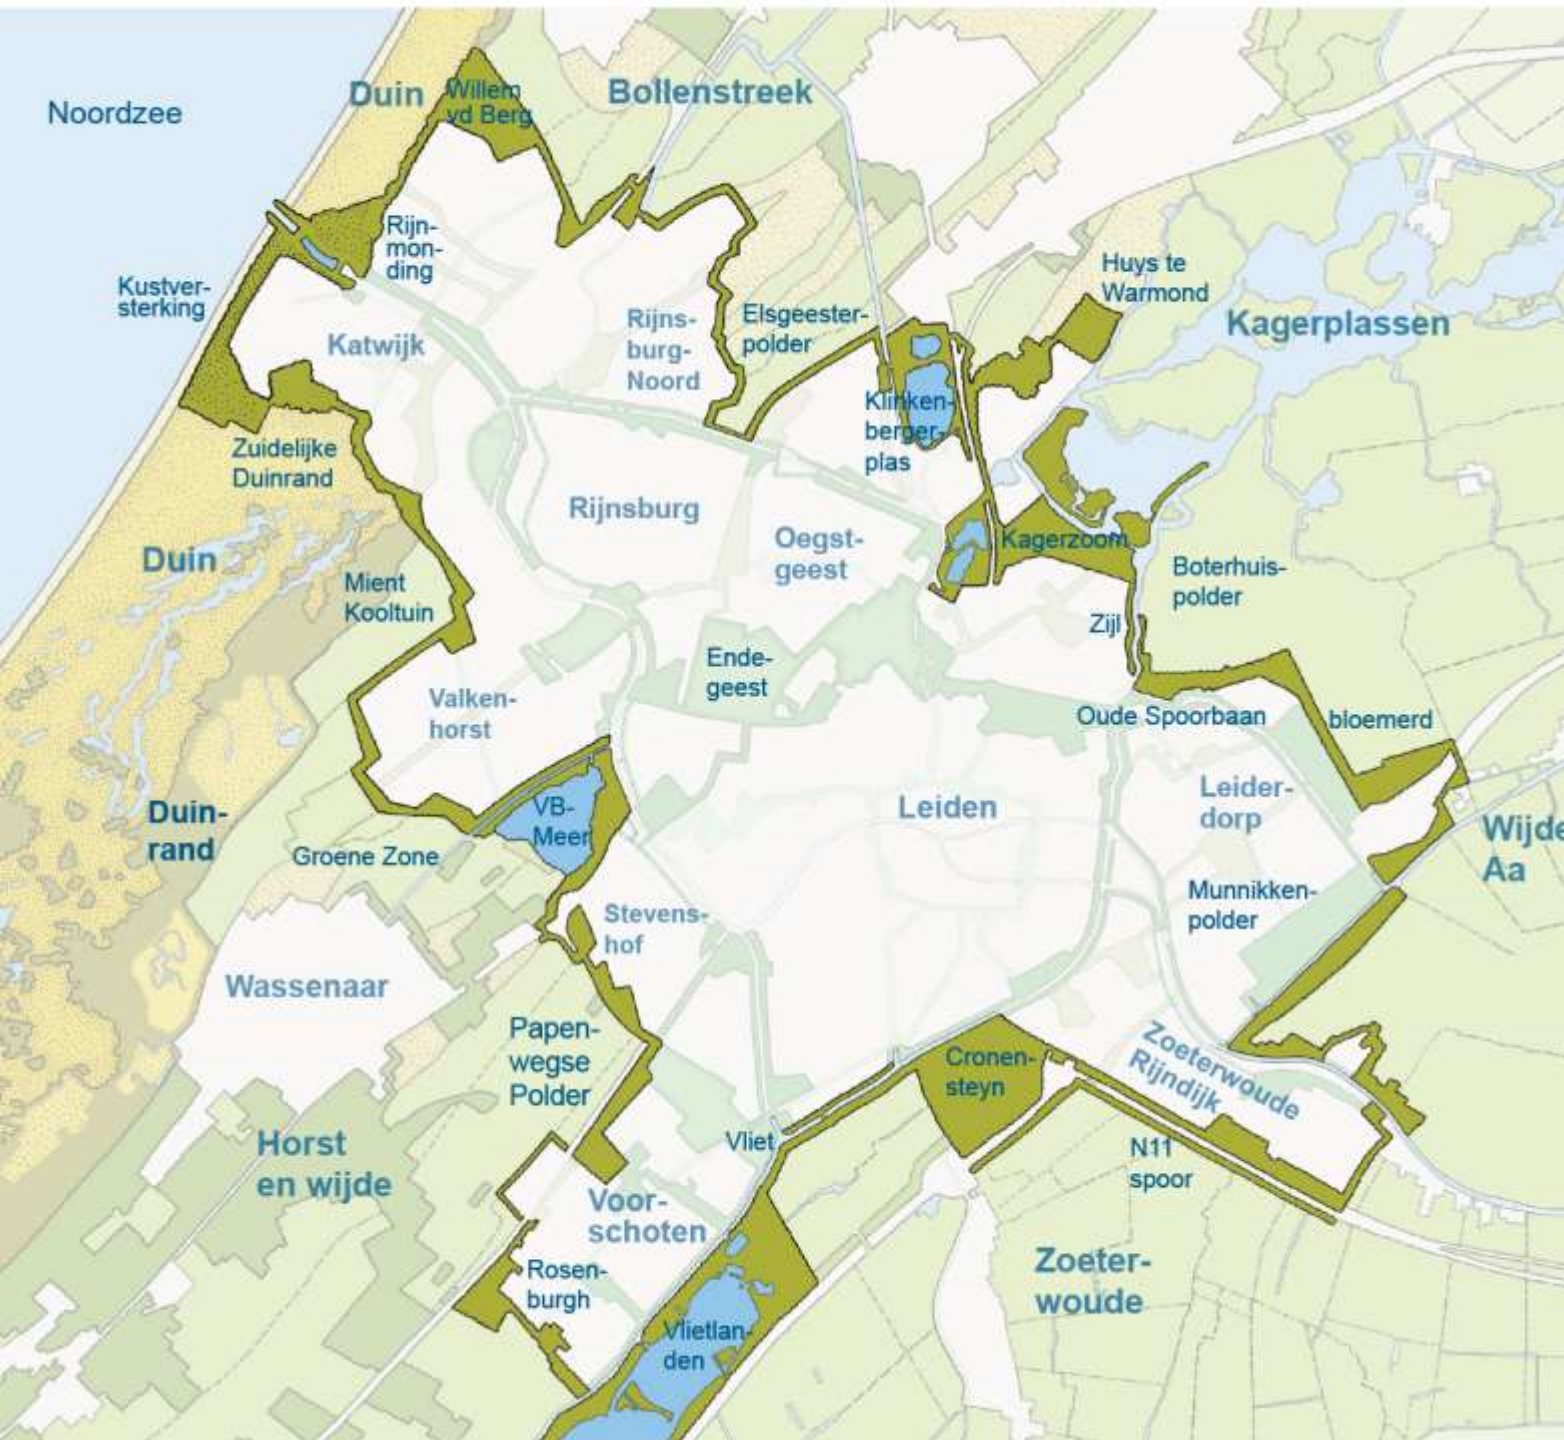 Noordzee
Duin
Willem
vd Berg
Bollenstreek
Rijn-
mon-
ding
Huys te
Warmond
Kustver-
sterking
Katwijk
Rijns-
burg-
Noord
Elsgeester-
polder
Kagerplassen
Klinken-
berger-
plas
Zuidelijke
Duinrand
Rijnsburg
Oegst-
geest
Kagerzoom
Duin
Mient
Kooltuin
Boterhuis-
polder
Zijl
Ende-
geest
Valken-
horst
Oude Spoorbaan
bloemerd
VB-
Meer
Leiden
Leider-
dorp
Duin-
rand
Groene Zone
Wijde
Aa
Munnikken-
polder
Stevens-
hof
Wassenaar
Papen-
wegse
Polder
Cronen-
steyn
Zoeterwoude
Rijndijk
Vliet
Horst
en wijde
N11
spoor
Voor-
schoten
Rosen-
burgh
Zoeter-
woude
Vlietlan-
den